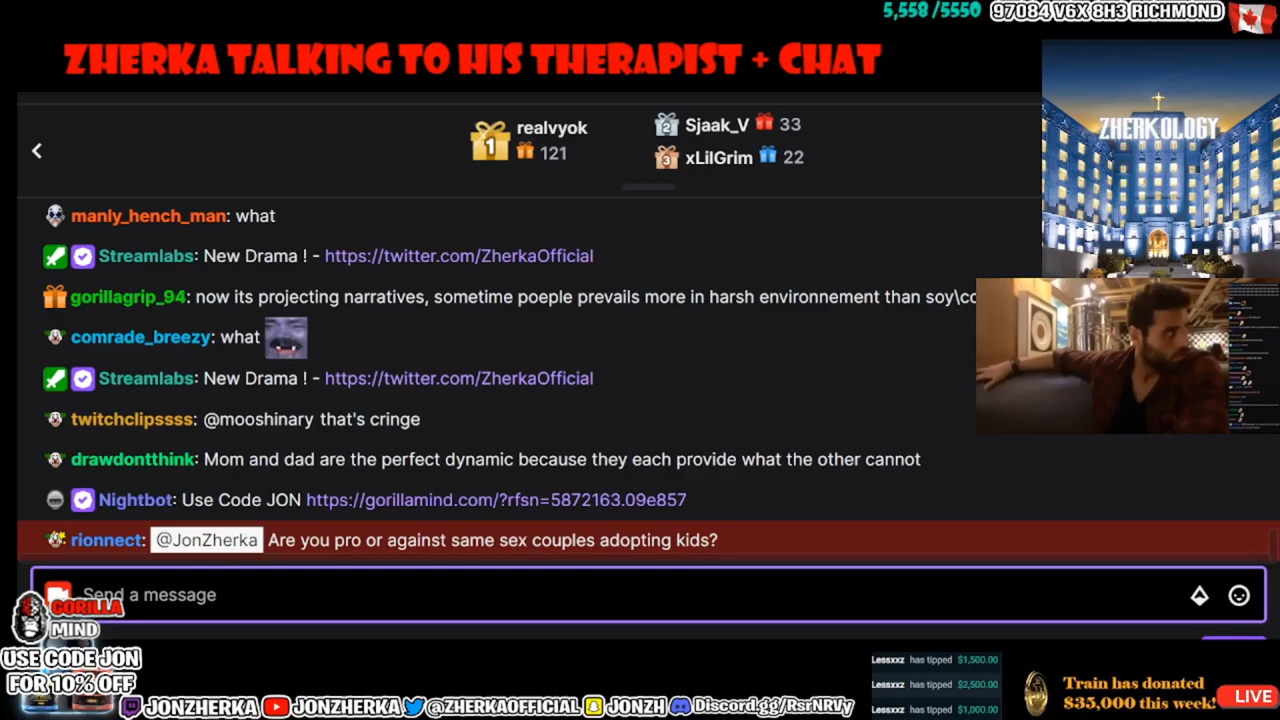 5,558 /5550
97084 V6X 8H3 RICHMOND
ZHERKA TALKING TO HIS THERAPIST + CHAT
ZHERKOLOGY
1 realvyok
121
2 Sjaak_V 33
3 xLilGrim 22
manly_hench_man: what
Streamlabs: New Drama ! - https://twitter.com/ZherkaOfficial
gorillagrip_94: now its projecting narratives, sometime poeple prevails more in harsh environnement than soy\co
comrade_breezy: what
Streamlabs: New Drama ! - https://twitter.com/ZherkaOfficial
twitchclipssss: @mooshinary that's cringe
drawdontthink: Mom and dad are the perfect dynamic because they each provide what the other cannot
Nightbot: Use Code JON https://gorillamind.com/?rfsn=5872163.09e857
rionnect: @JonZherka Are you pro or against same sex couples adopting kids?
Send a message
GORILLA
MIND
USE CODE JON
FOR 10% OFF
JONZHERKA JONZHERKA @ZHERKAOFFICIAL JONZH Discord.gg/RsrNRVy
Lessxxz has tipped $1,500.00
Lessxxz has tipped $2,500.00
Lessxxz has tipped $1,000.00
Train has donated
$35,000 this week!
LIVE